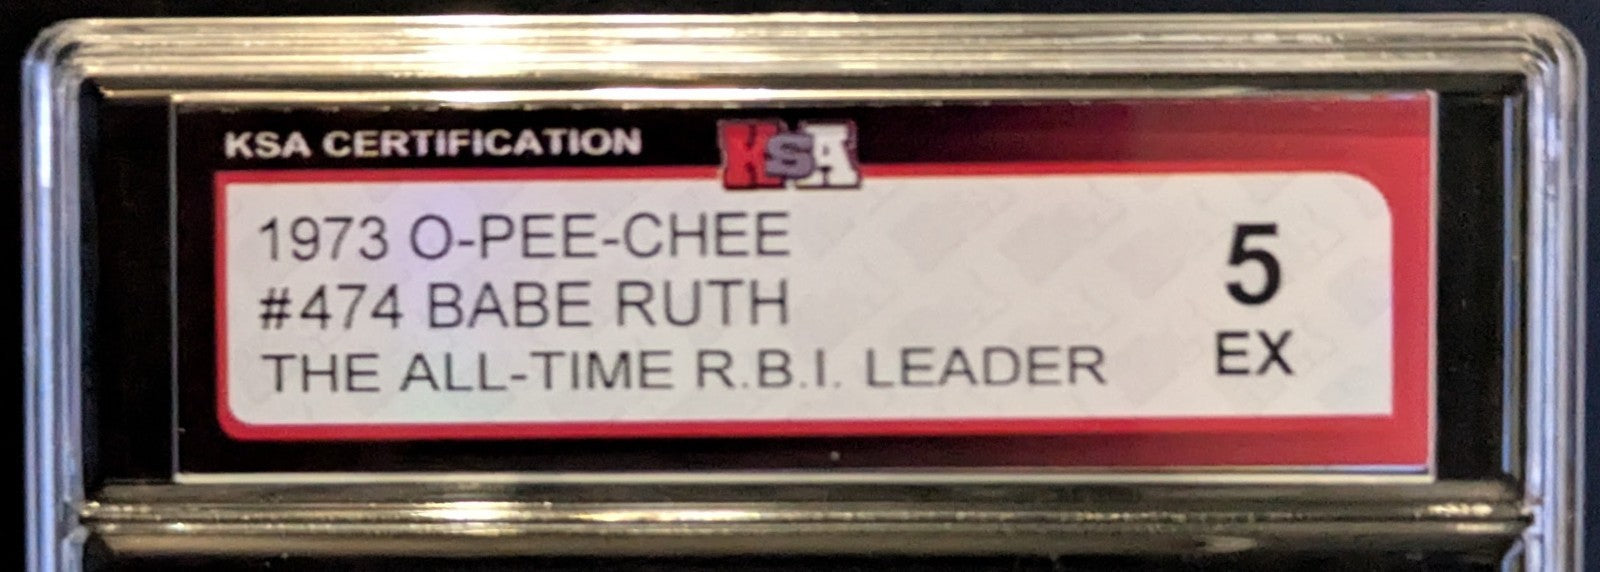 KSA CERTIFICATION
KSA
1973 O-PEE-CHEE
#474 BABE RUTH
THE ALL-TIME R.B.I. LEADER
5
EX